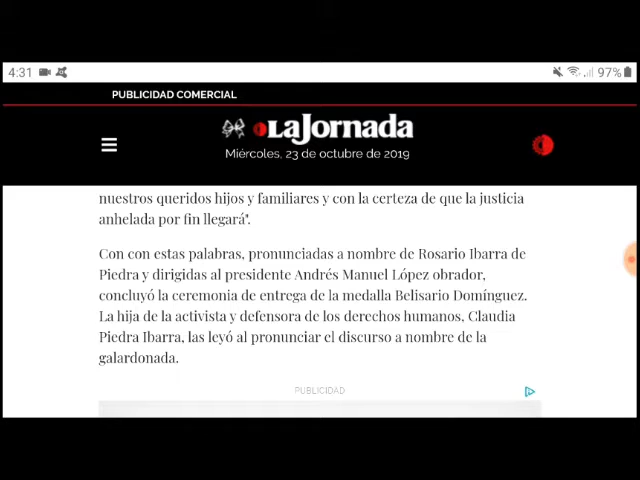 4:31
97%
PUBLICIDAD COMERCIAL
LaJornada
Miércoles, 23 de octubre de 2019
nuestros queridos hijos y familiares y con la certeza de que la justicia
anhelada por fin llegará".
Con con estas palabras, pronunciadas a nombre de Rosario Ibarra de
Piedra y dirigidas al presidente Andrés Manuel López obrador,
concluyó la ceremonia de entrega de la medalla Belisario Domínguez.
La hija de la activista y defensora de los derechos humanos, Claudia
Piedra Ibarra, las leyó al pronunciar el discurso a nombre de la
galardonada.
PUBLICIDAD